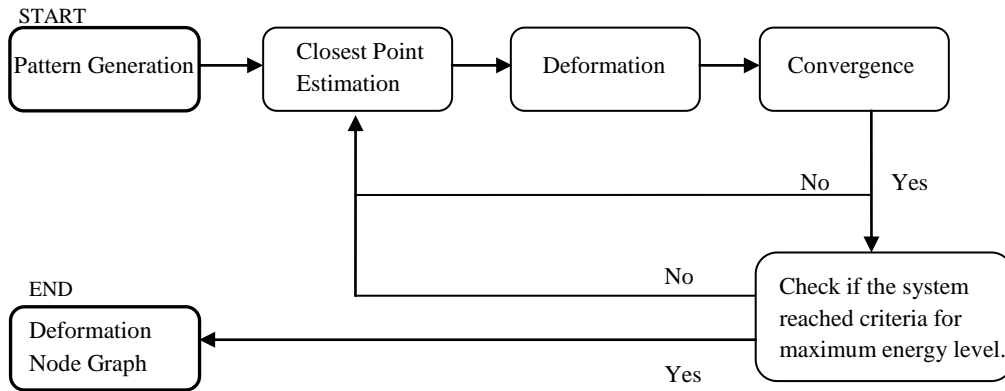 START
Pattern Generation
Closest Point
Estimation
Deformation
Convergence
No
Yes
No
Check if the system
reached criteria for
maximum energy level.
END
Deformation
Node Graph
Yes